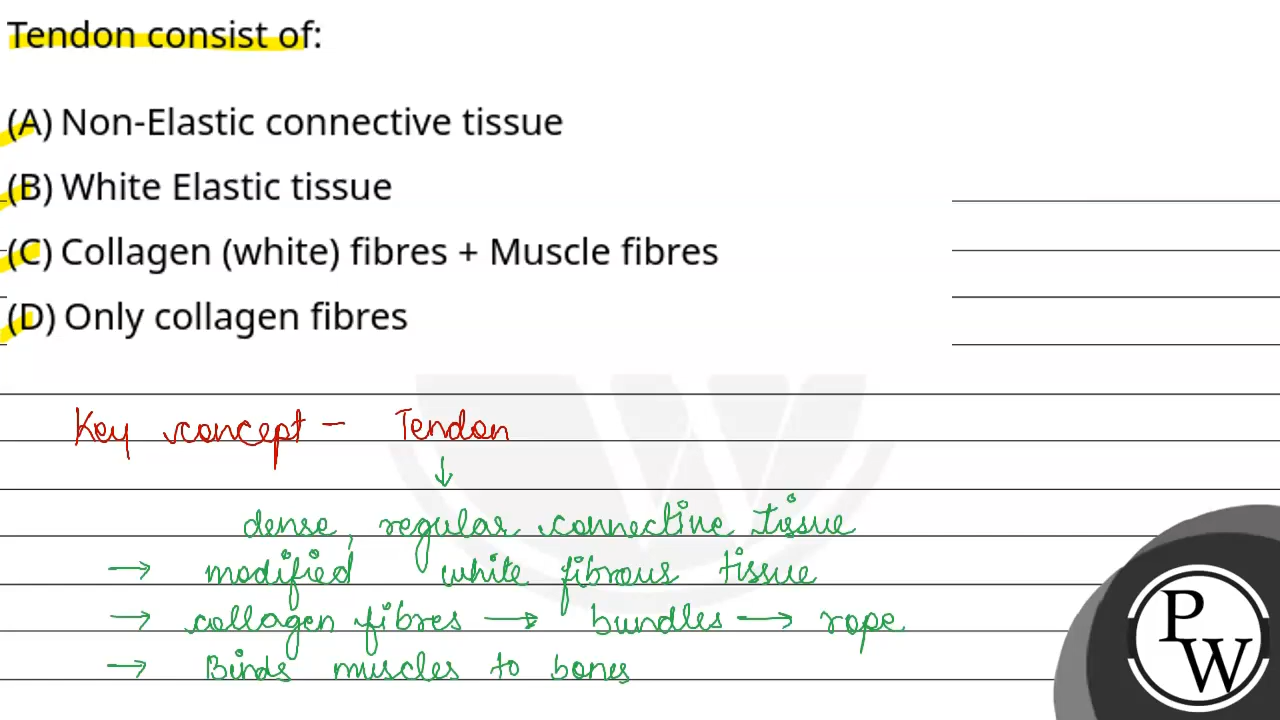 Tendon consist of:
(A) Non-Elastic connective tissue
(B) White Elastic tissue
(C) Collagen (white) fibres + Muscle fibres
(D) Only collagen fibres
Key concept - Tendon
↓
dense, regular connective tissue
→ modified white fibrous tissue
→ collagen fibres → bundles → rope
→ Binds muscles to bones
P
W